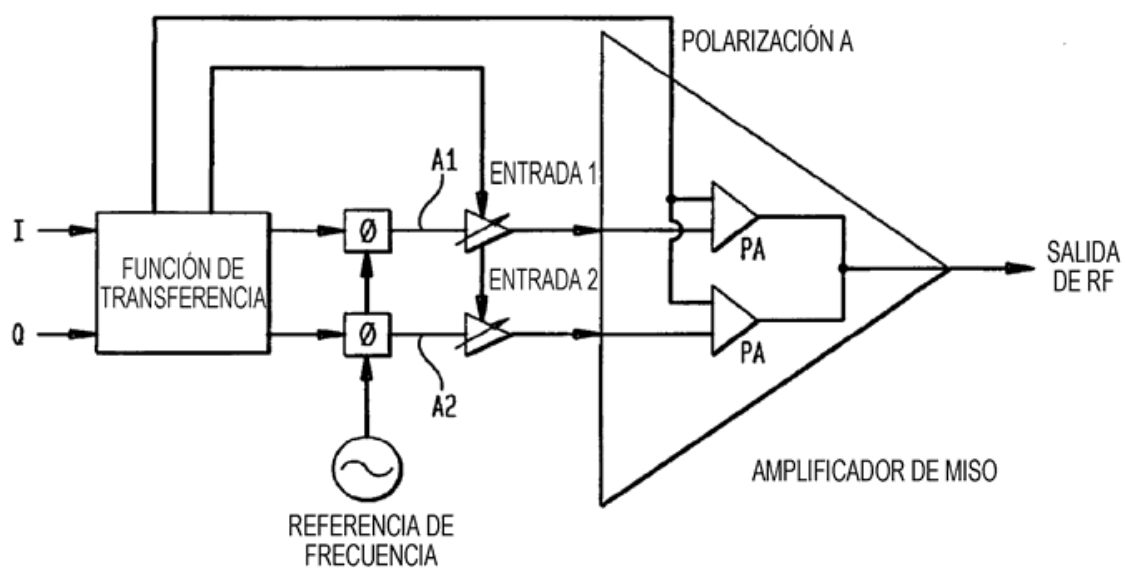 POLARIZACIÓN A
A1
ENTRADA 1
I
Ø
PA
FUNCIÓN DE
TRANSFERENCIA
ENTRADA 2
SALIDA
DE RF
Q
Ø
PA
A2
AMPLIFICADOR DE MISO
REFERENCIA DE
FRECUENCIA